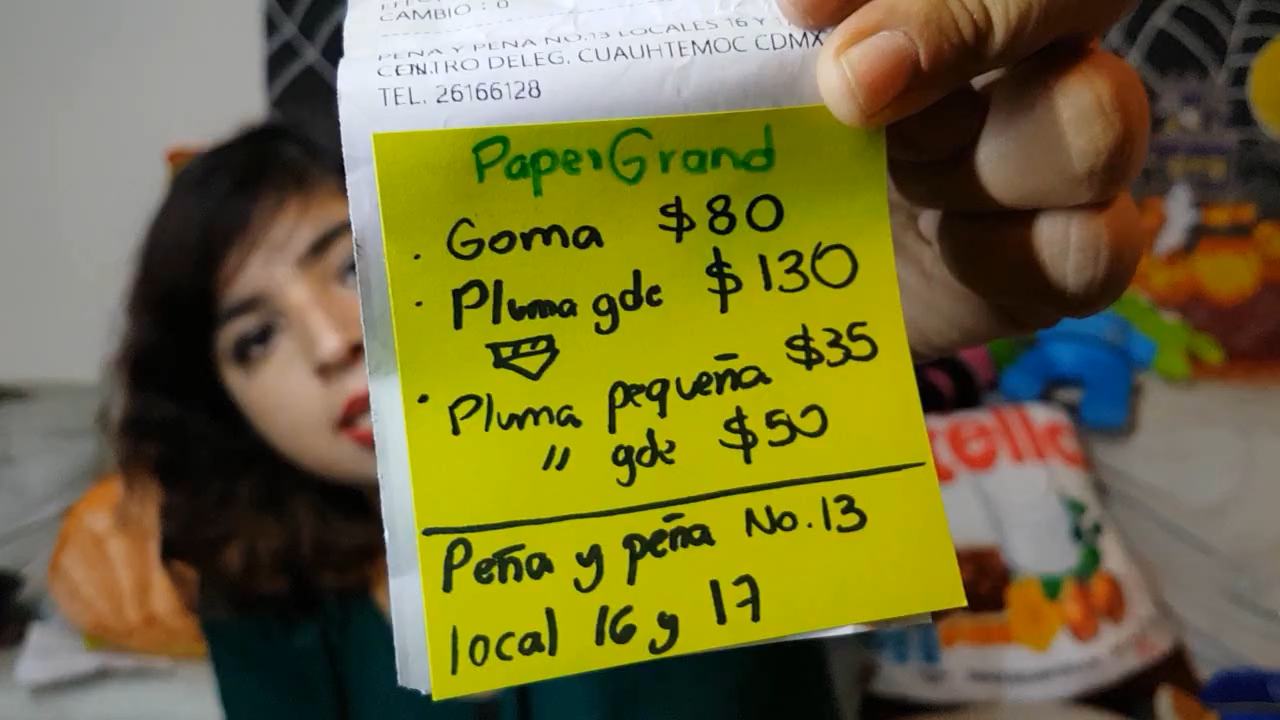 CAMBIO : 0
PEÑA Y PEÑA NO.13 LOCALES 16 Y
CENTRO DELEG. CUAUHTEMOC CDMX
TEL. 26166128
PaperGrand
· Goma $80
· Pluma gde $130
· Pluma pequeña $35
" gde $50
Peña y peña No.13
local 16 y 17